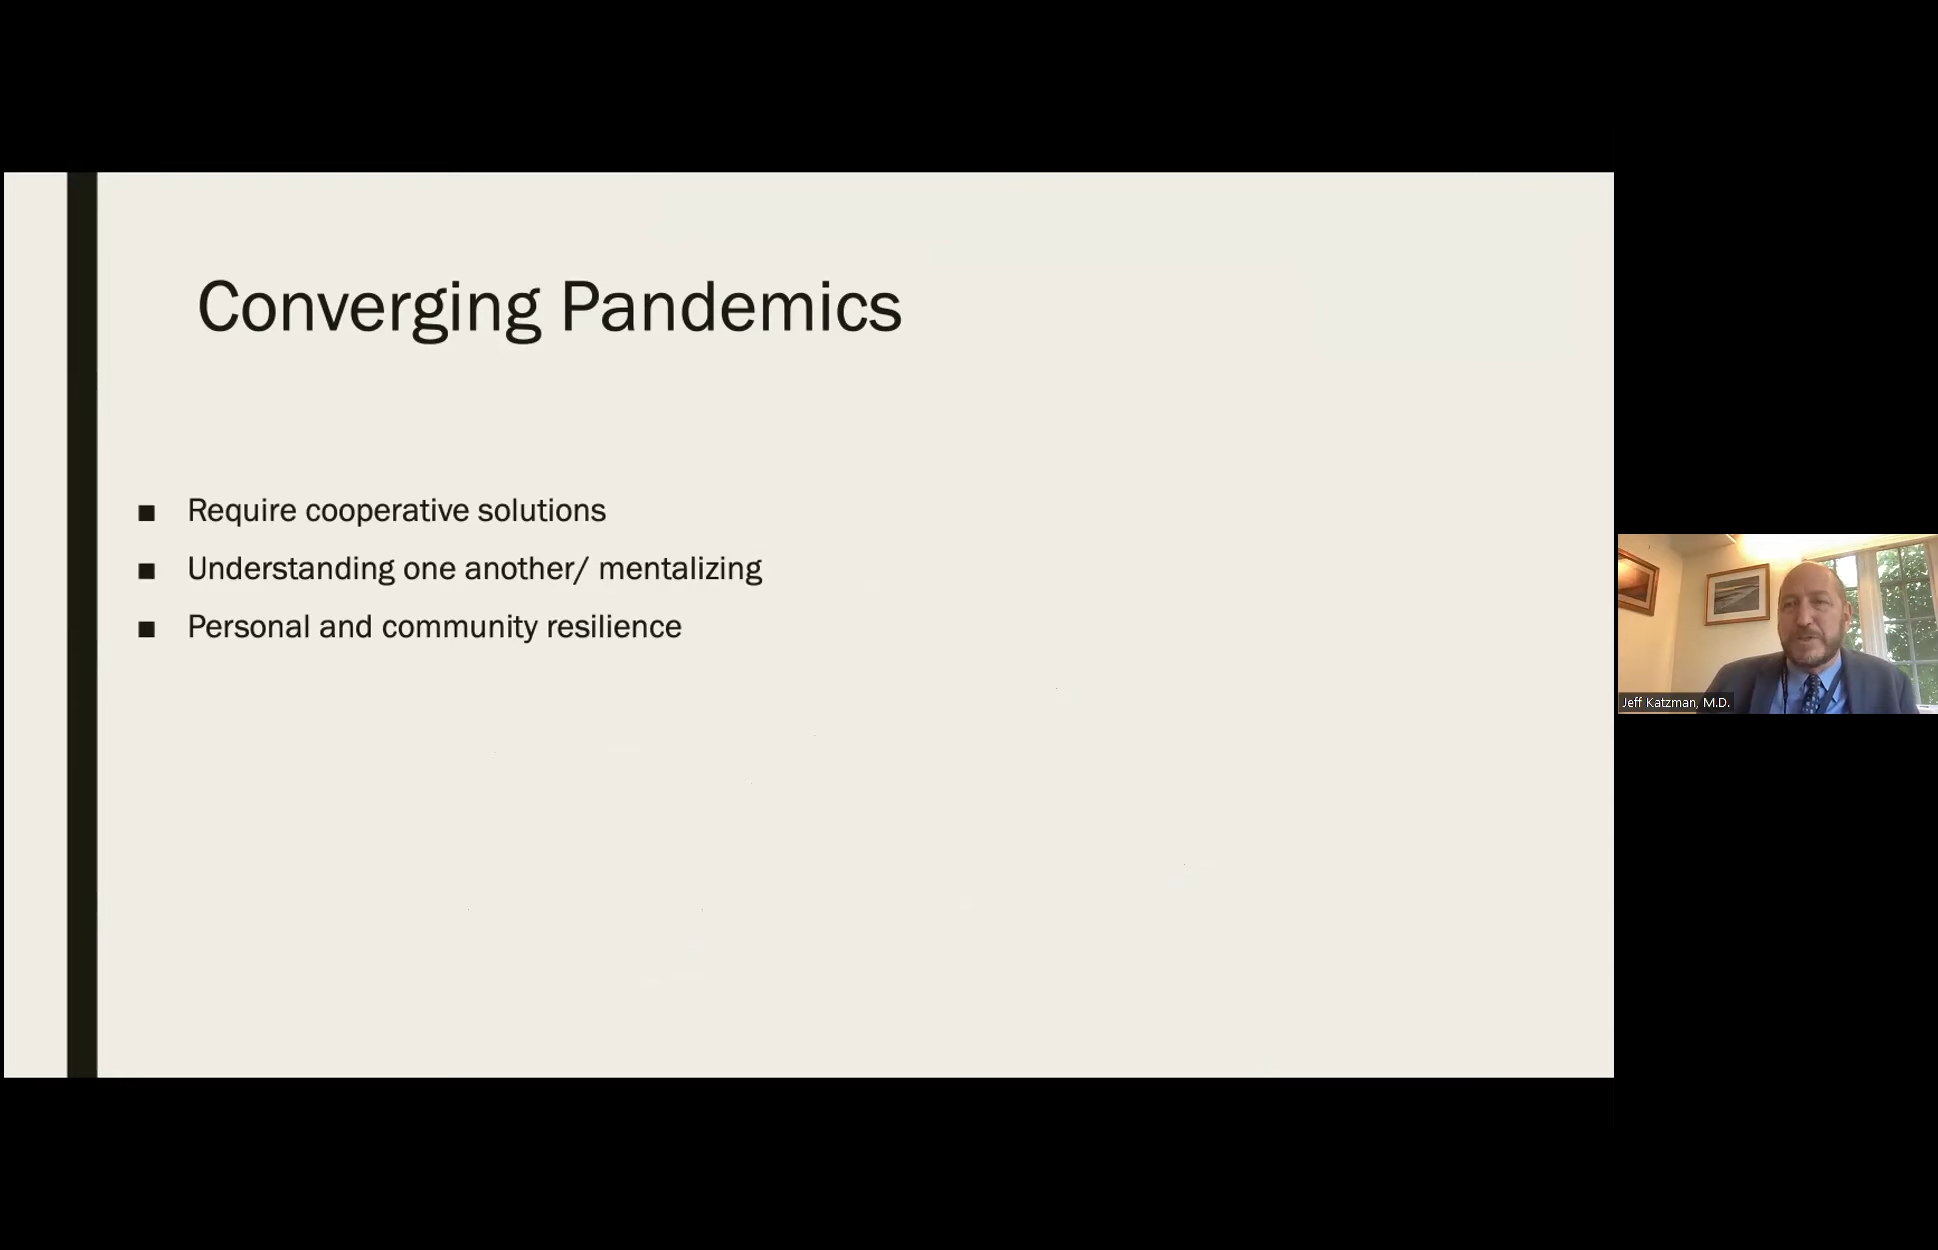 Converging Pandemics
■ Require cooperative solutions
■ Understanding one another/ mentalizing
■ Personal and community resilience
Jeff Katzman, M.D.